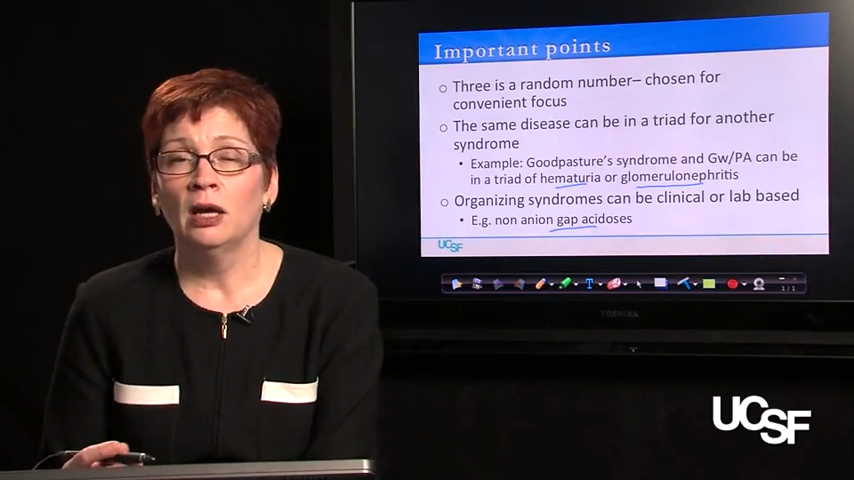 Important points
Three is a random number– chosen for
convenient focus
The same disease can be in a triad for another
syndrome
Example: Goodpasture's syndrome and Gw/PA can be
in a triad of hematuria or glomerulonephritis
Organizing syndromes can be clinical or lab based
E.g. non anion gap acidoses
UCSF
T
1 / 1
TOSHIBA
UCSF